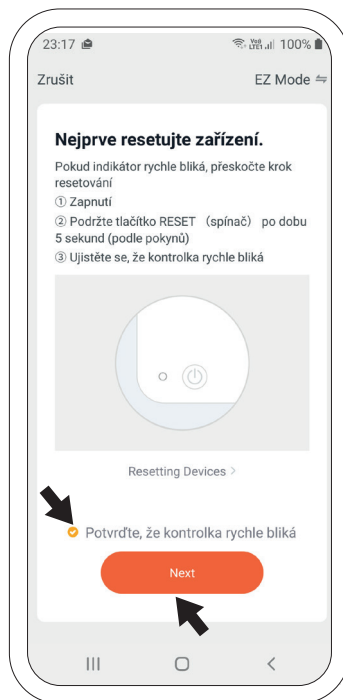 23:17 100%
Zrušit EZ Mode
Nejprve resetujte zařízení.
Pokud indikátor rychle bliká, přeskočte krok
resetování
① Zapnutí
② Podržte tlačítko RESET （spínač） po dobu
5 sekund (podle pokynů)
③ Ujistěte se, že kontrolka rychle bliká
Resetting Devices >
Potvrďte, že kontrolka rychle bliká
Next